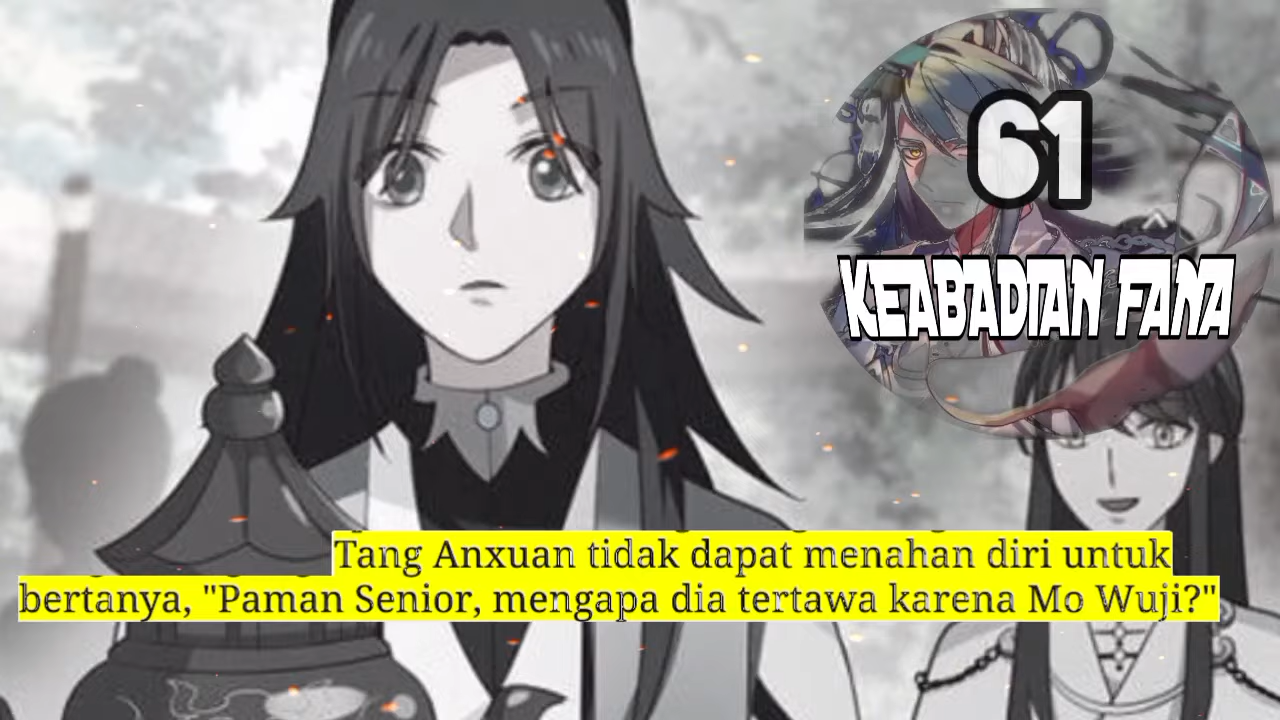 61
KEABADIAN FANA
Tang Anxuan tidak dapat menahan diri untuk
bertanya, "Paman Senior, mengapa dia tertawa karena Mo Wuji?"